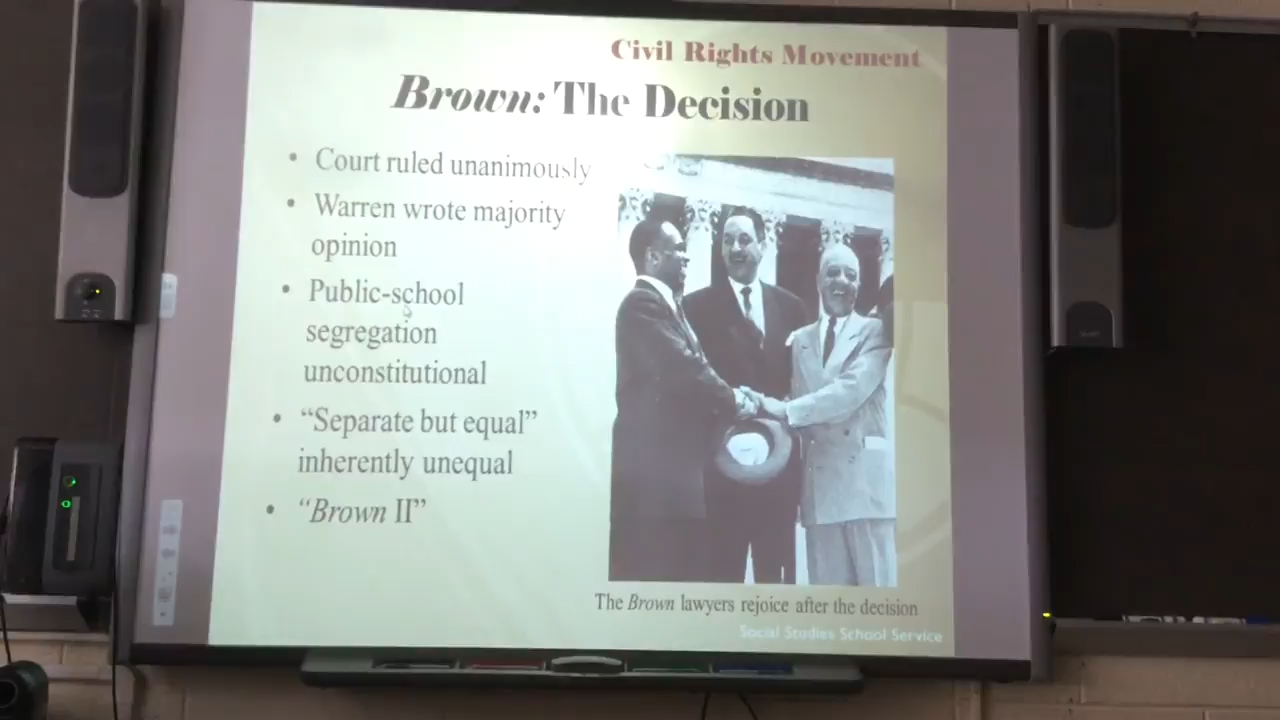 Civil Rights Movement
Brown: The Decision
• Court ruled unanimously
• Warren wrote majority
opinion
• Public-school
segregation
unconstitutional
• “Separate but equal”
inherently unequal
• “Brown II”
The Brown lawyers rejoice after the decision
Social Studies School Service